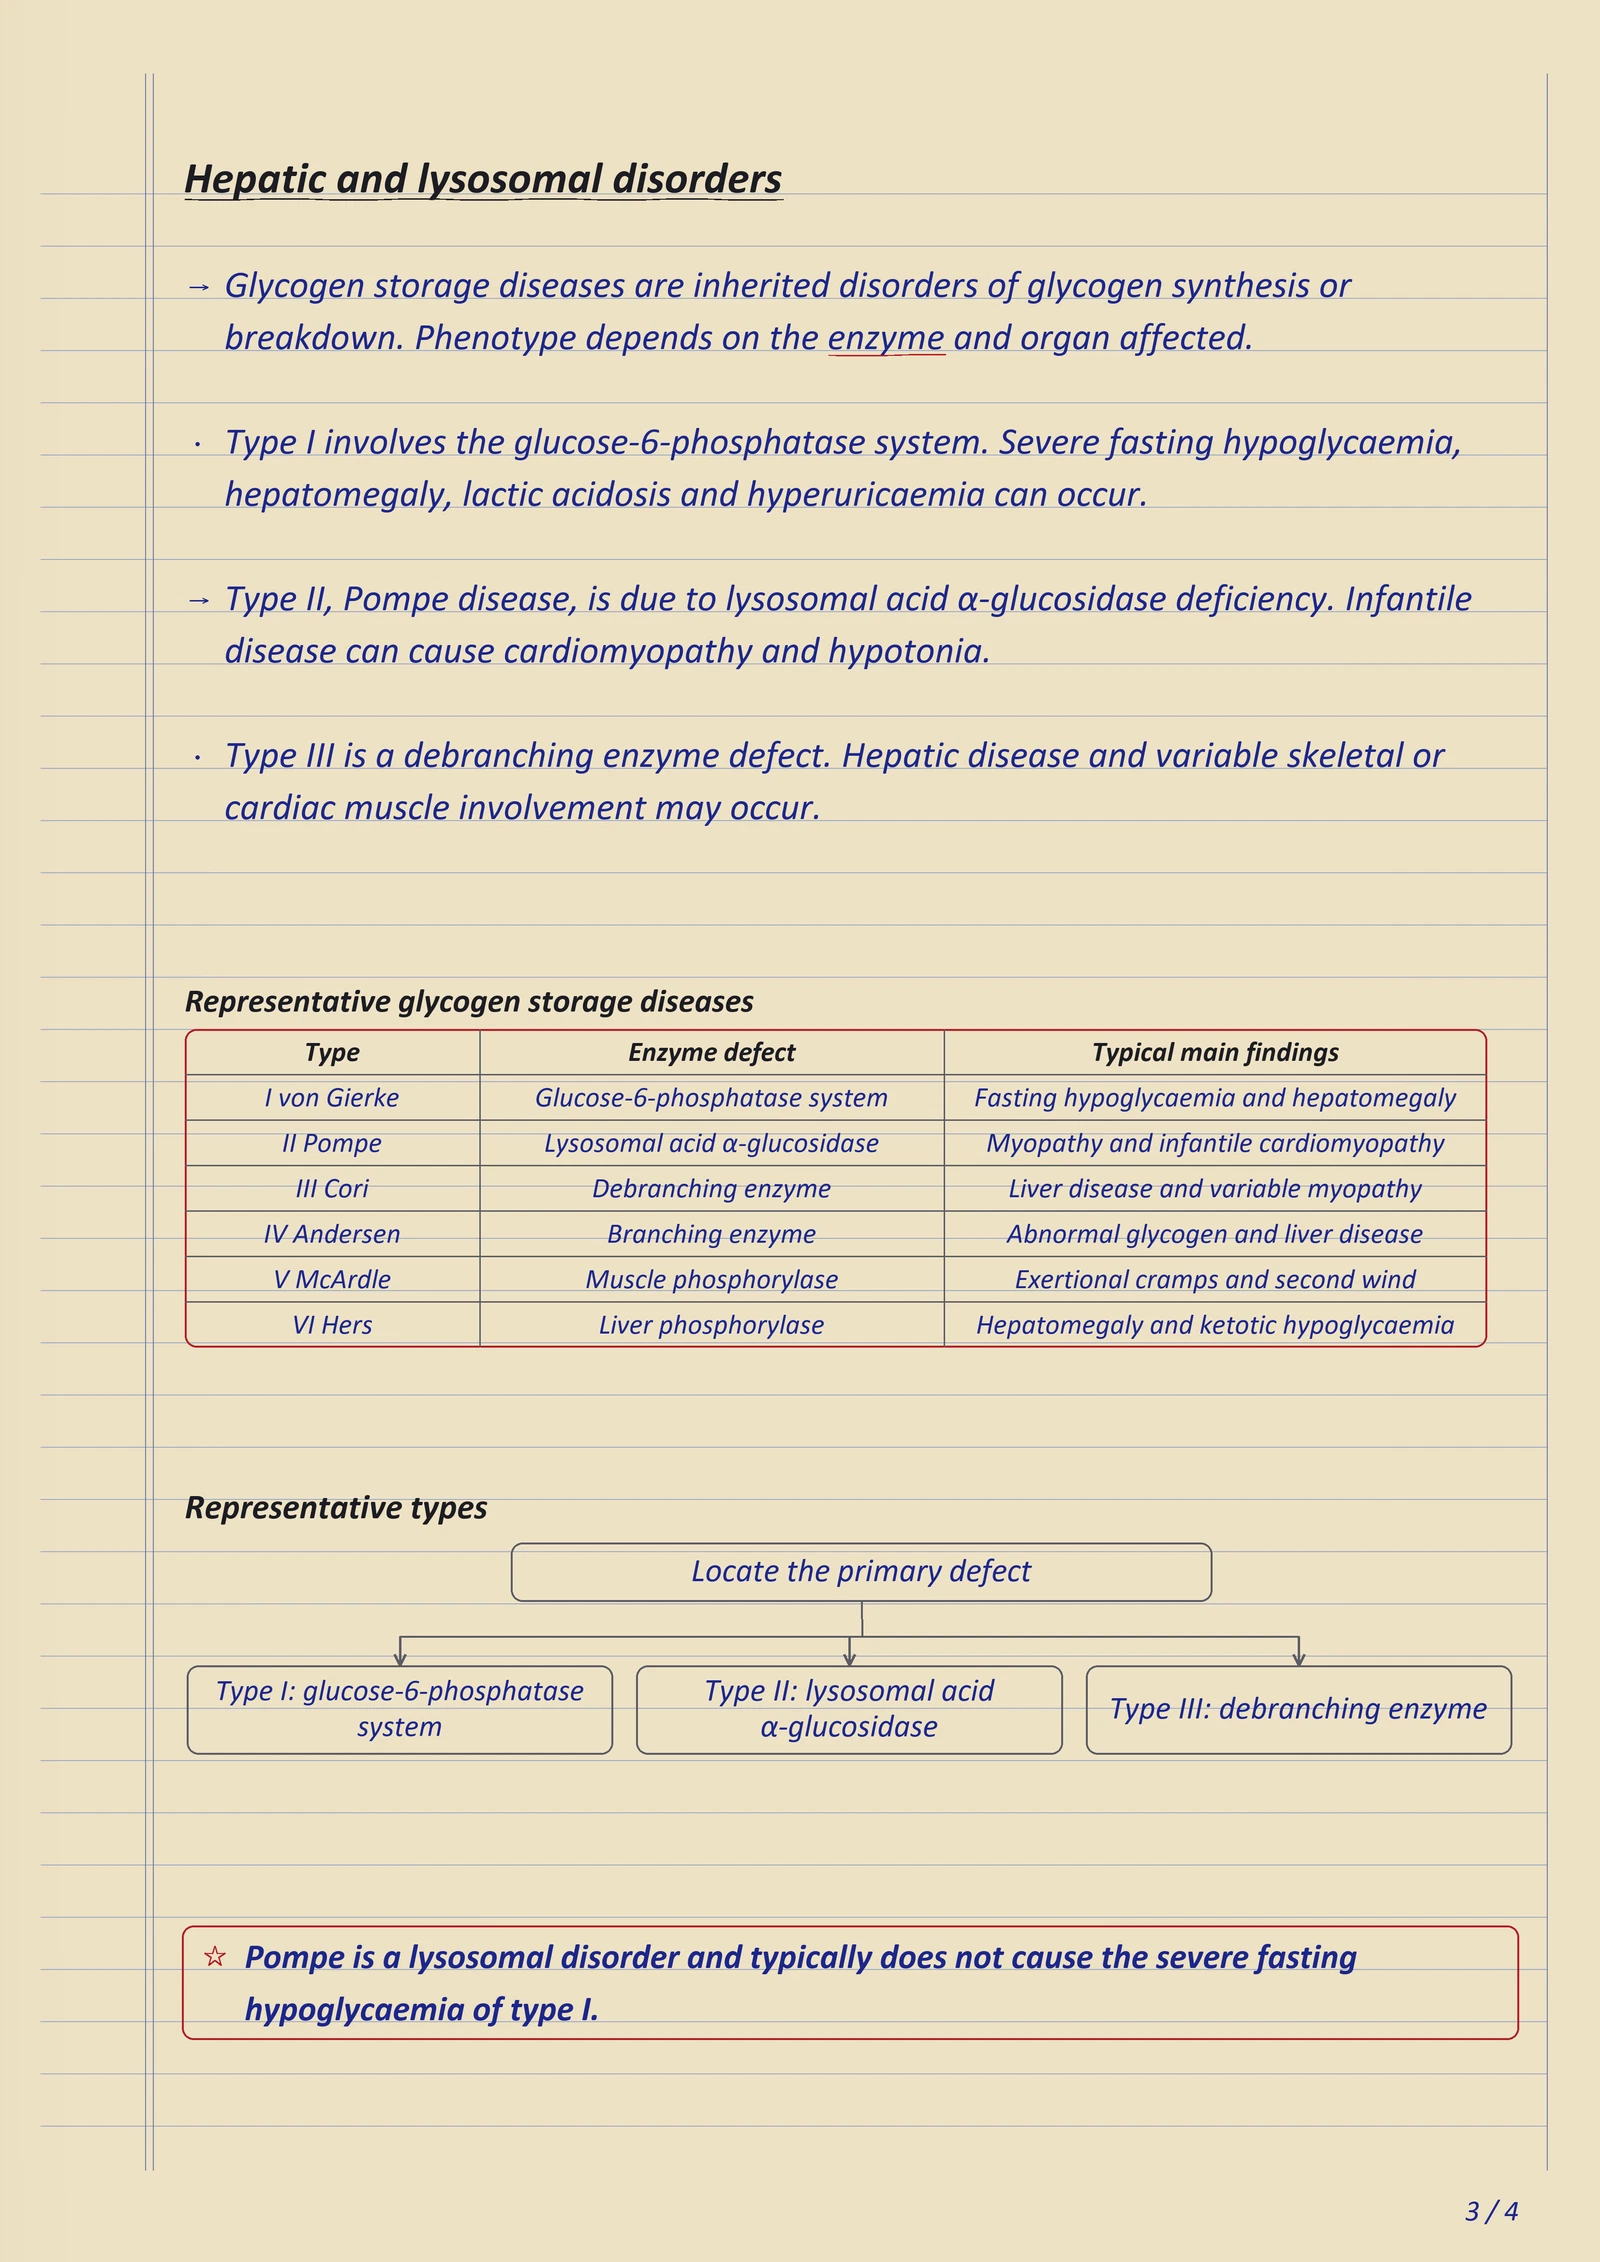 Hepatic and lysosomal disorders
→ Glycogen storage diseases are inherited disorders of glycogen synthesis or
breakdown. Phenotype depends on the enzyme and organ affected.
· Type I involves the glucose-6-phosphatase system. Severe fasting hypoglycaemia,
hepatomegaly, lactic acidosis and hyperuricaemia can occur.
→ Type II, Pompe disease, is due to lysosomal acid α-glucosidase deficiency. Infantile
disease can cause cardiomyopathy and hypotonia.
· Type III is a debranching enzyme defect. Hepatic disease and variable skeletal or
cardiac muscle involvement may occur.
Representative glycogen storage diseases
Type Enzyme defect Typical main findings
I von Gierke Glucose-6-phosphatase system Fasting hypoglycaemia and hepatomegaly
II Pompe Lysosomal acid α-glucosidase Myopathy and infantile cardiomyopathy
III Cori Debranching enzyme Liver disease and variable myopathy
IV Andersen Branching enzyme Abnormal glycogen and liver disease
V McArdle Muscle phosphorylase Exertional cramps and second wind
VI Hers Liver phosphorylase Hepatomegaly and ketotic hypoglycaemia
Representative types
Locate the primary defect
Type I: glucose-6-phosphatase
system
Type II: lysosomal acid
α-glucosidase
Type III: debranching enzyme
☆ Pompe is a lysosomal disorder and typically does not cause the severe fasting
hypoglycaemia of type I.
3 / 4